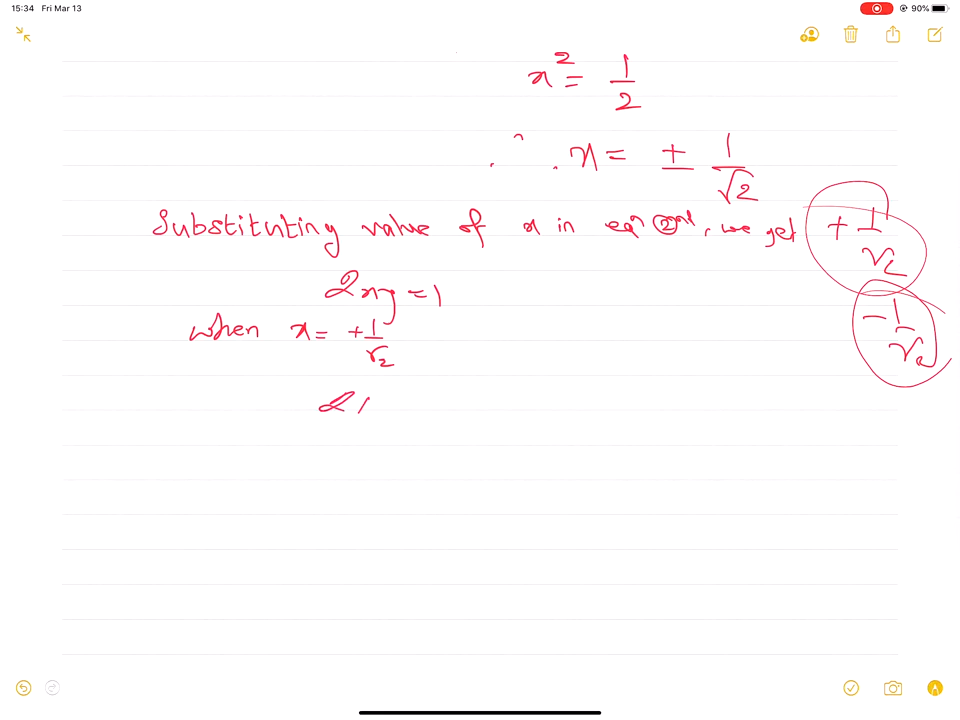 15:34 Fri Mar 13 90%
x² = 1/2
∴ x = ± 1/√2
Substituting value of x in eqⁿ ②ⁿᵈ, we get + 1/√2
2xy = 1
- 1/√2
when x = + 1/√2
2(